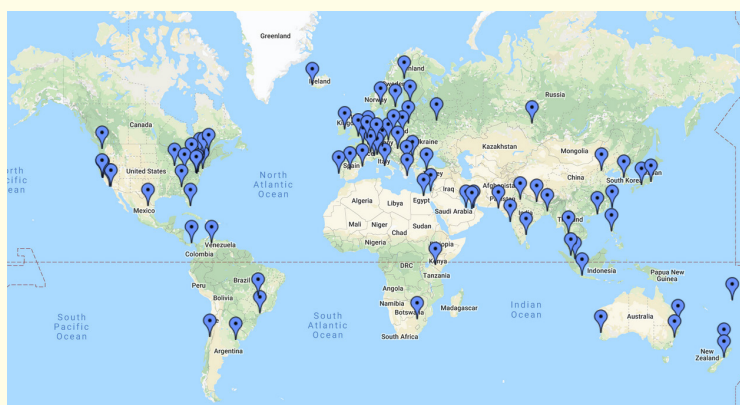 Greenland
Iceland
Finland
Norway
Russia
Canada
Ukraine
Kazakhstan
Mongolia
Spain
Italy
United States
China
South Korea
North
Atlantic
Ocean
Algeria
Libya
Egypt
Iraq
Afghanistan
Pakistan
Saudi Arabia
India
Mexico
Mali
Niger
Chad
Sudan
Nigeria
Ethiopia
Thailand
Venezuela
Colombia
DRC
Kenya
Tanzania
Indonesia
Papua New
Guinea
Brazil
Peru
Bolivia
Angola
Namibia
Botswana
Madagascar
Indian
Ocean
Australia
South
Pacific
Ocean
South
Atlantic
Ocean
South Africa
Argentina
New
Zealand